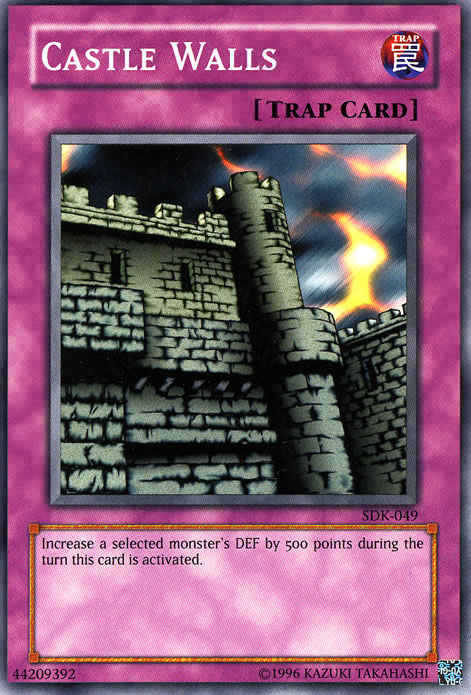 CASTLE WALLS
TRAP
罠
[TRAP CARD]
SDK-049
Increase a selected monster's DEF by 500 points during the
turn this card is activated.
44209392
©1996 KAZUKI TAKAHASHI